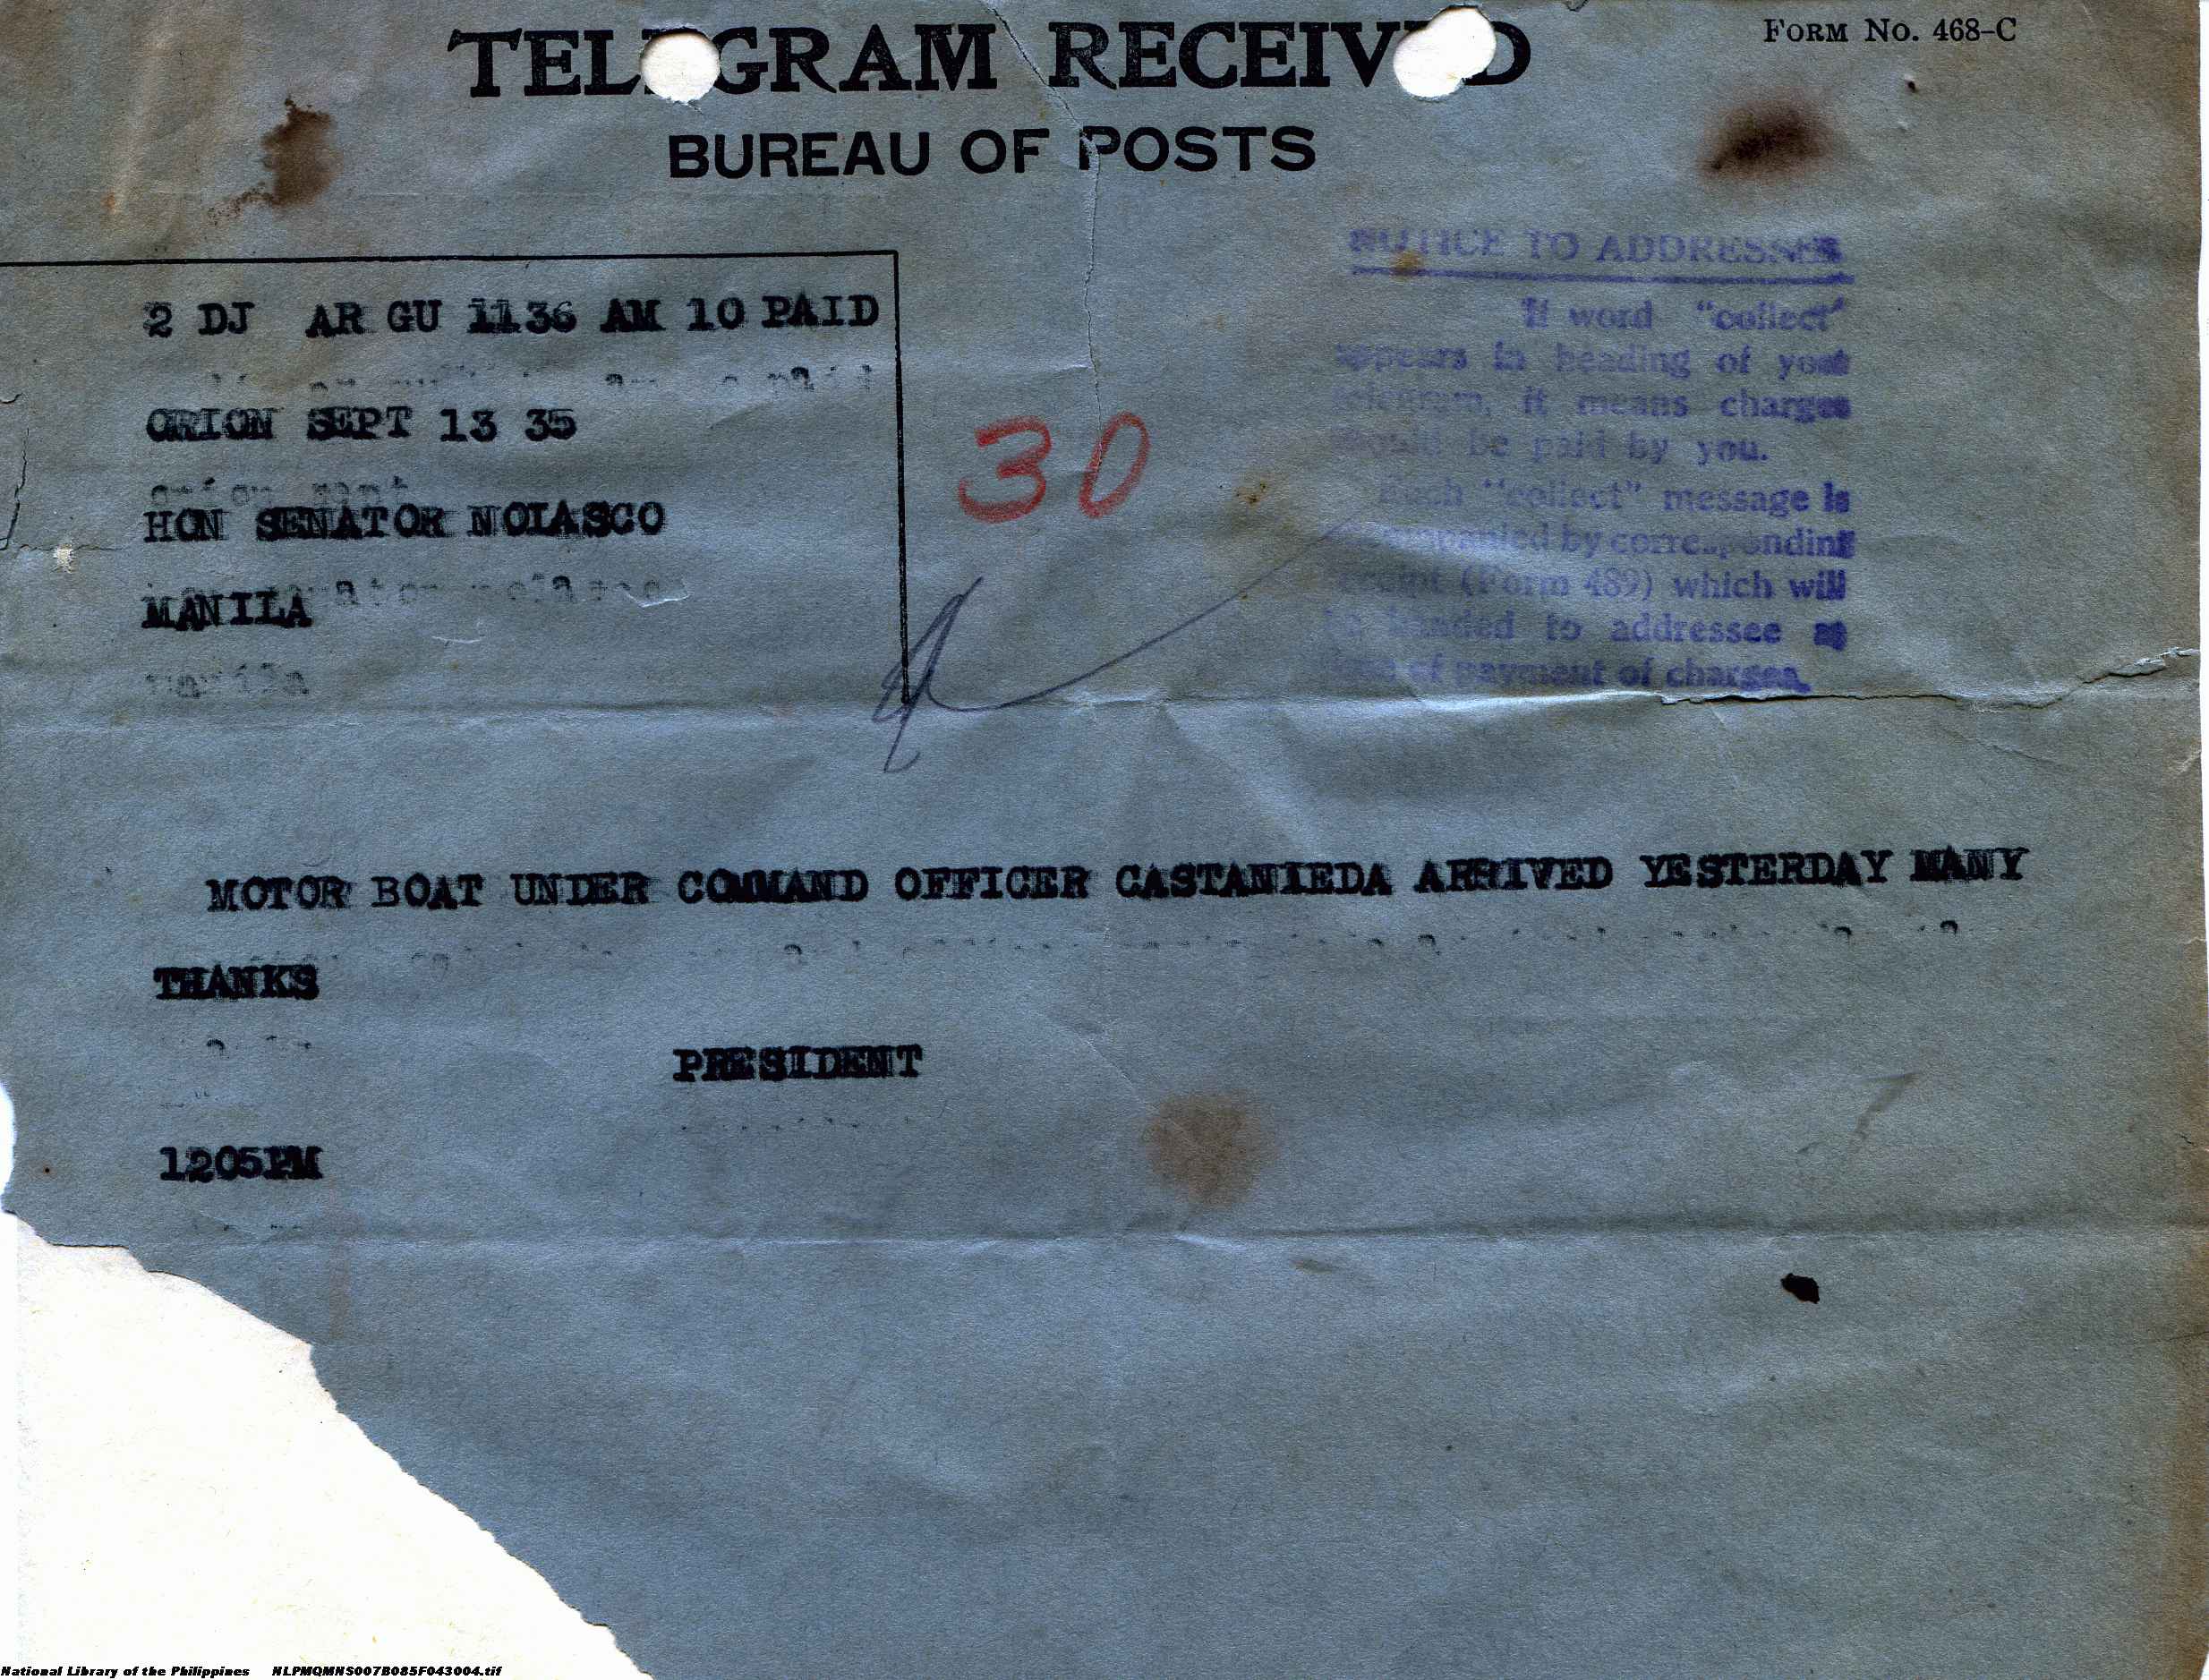 FORM NO. 468-C
TELEGRAM RECEIVED
BUREAU OF POSTS
2 DJ AR GU 1136 AM 10 PAID
ORION SEPT 13 35
HON SENATOR NOLASCO
MANILA
30
NOTICE TO ADDRESSEE
If word "collect"
appears in heading of your
telegram, it means charges
should be paid by you.
Each "collect" message is
accompanied by corresponding
receipt (Form 489) which will
be handed to addressee at
time of payment of charges.
MOTOR BOAT UNDER COMMAND OFFICER CASTANIEDA ARRIVED YESTERDAY MANY
THANKS
PRESIDENT
1205PM
National Library of the Philippines NLPMQMNS007B085F043004.tif